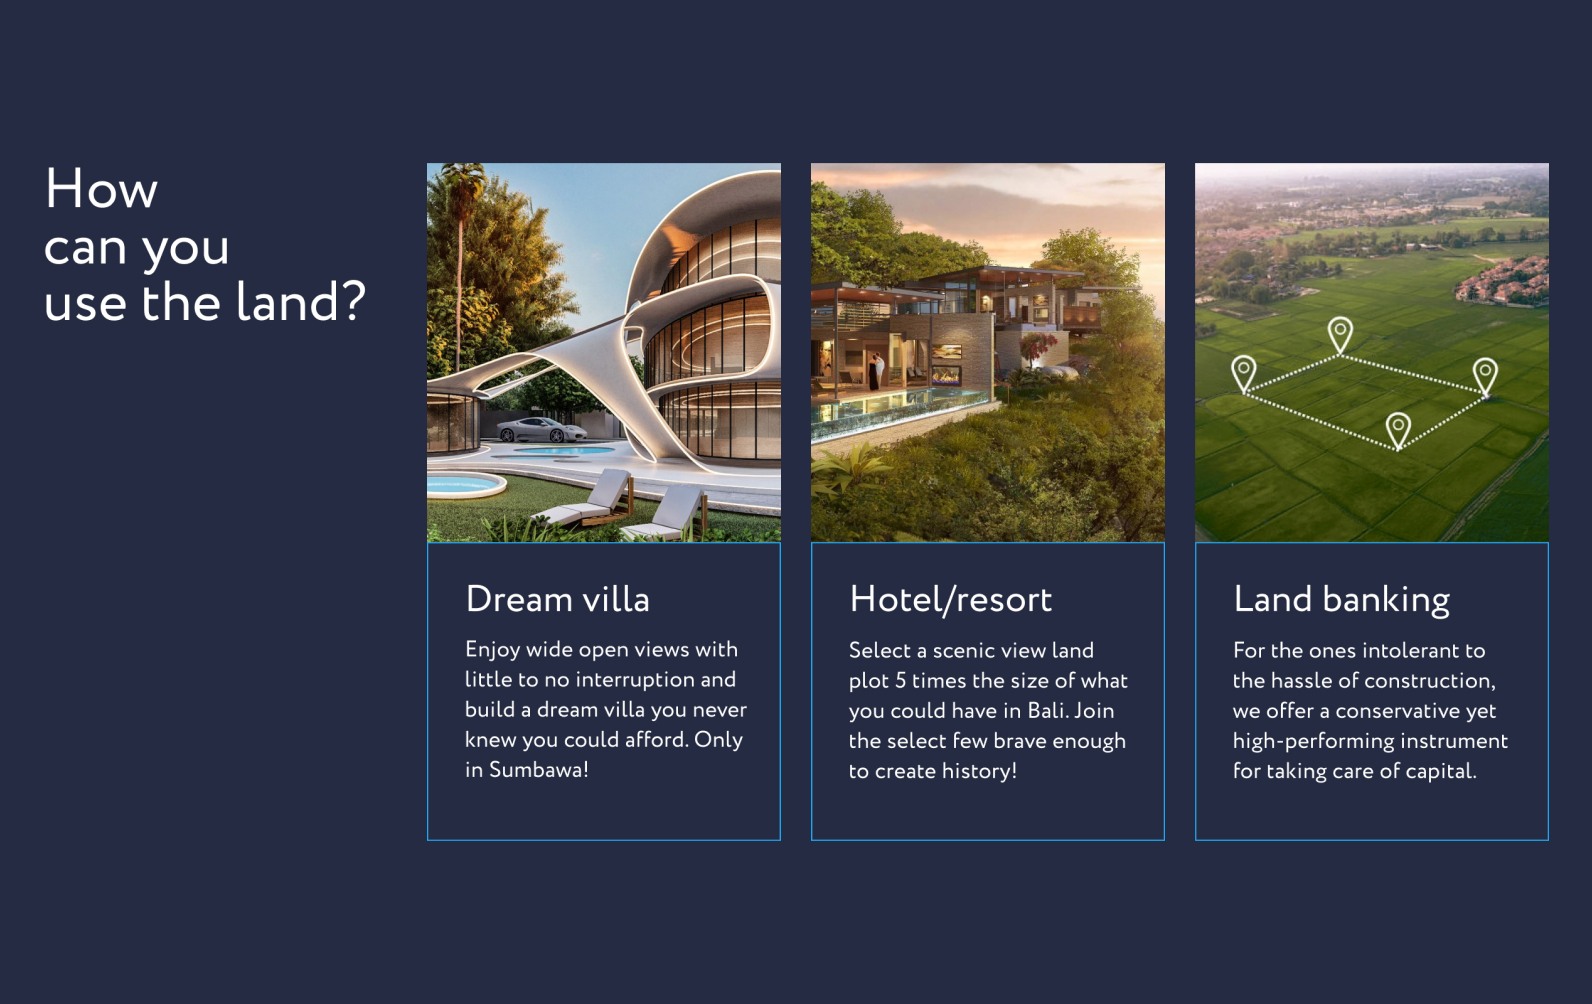 How
can you
use the land?
Dream villa
Enjoy wide open views with
little to no interruption and
build a dream villa you never
knew you could afford. Only
in Sumbawa!
Hotel/resort
Select a scenic view land
plot 5 times the size of what
you could have in Bali. Join
the select few brave enough
to create history!
Land banking
For the ones intolerant to
the hassle of construction,
we offer a conservative yet
high-performing instrument
for taking care of capital.